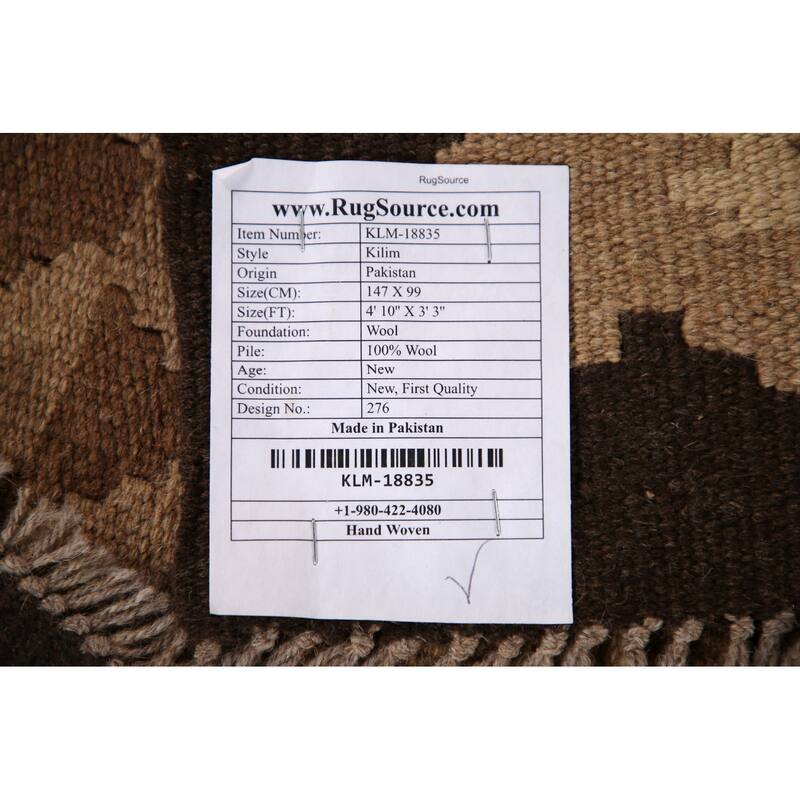 RugSource
www.RugSource.com
Item Number: KLM-18835
Style Kilim
Origin Pakistan
Size(CM): 147 X 99
Size(FT): 4' 10" X 3' 3"
Foundation: Wool
Pile: 100% Wool
Age: New
Condition: New, First Quality
Design No.: 276
Made in Pakistan
KLM-18835
+1-980-422-4080
Hand Woven